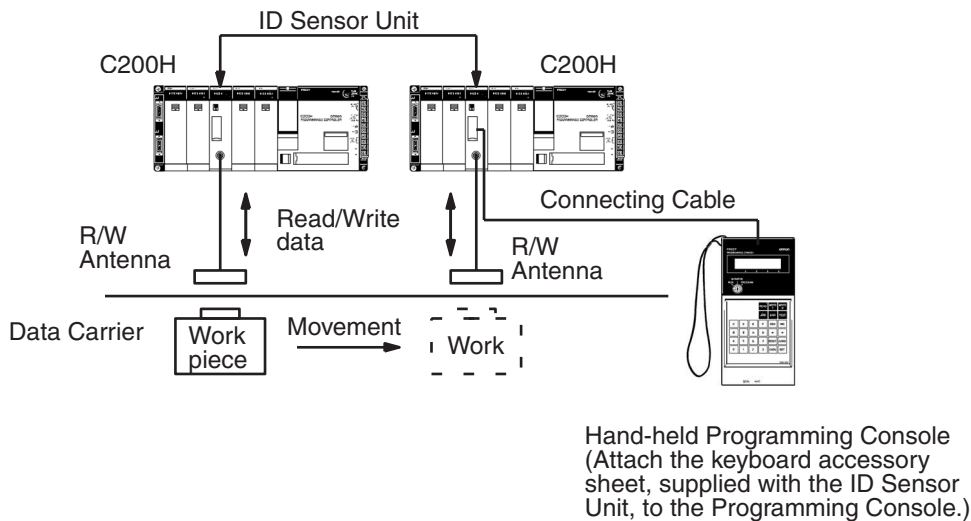 ID Sensor Unit
C200H
C200H
Connecting Cable
Read/Write
data
R/W
Antenna
R/W
Antenna
Data Carrier
Work
piece
Movement
Work
Hand-held Programming Console
(Attach the keyboard accessory
sheet, supplied with the ID Sensor
Unit, to the Programming Console.)